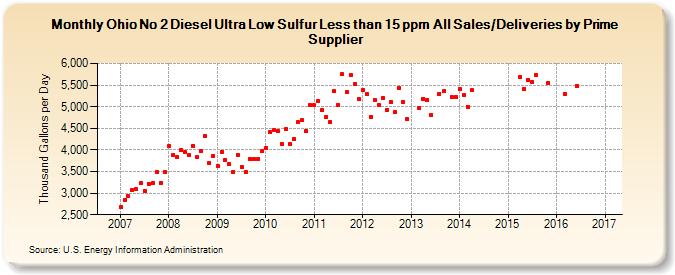 Monthly Ohio No 2 Diesel Ultra Low Sulfur Less than 15 ppm All Sales/Deliveries by Prime
Supplier
Thousand Gallons per Day
6,000
5,500
5,000
4,500
4,000
3,500
3,000
2,500
2007 2008 2009 2010 2011 2012 2013 2014 2015 2016 2017
Source: U.S. Energy Information Administration